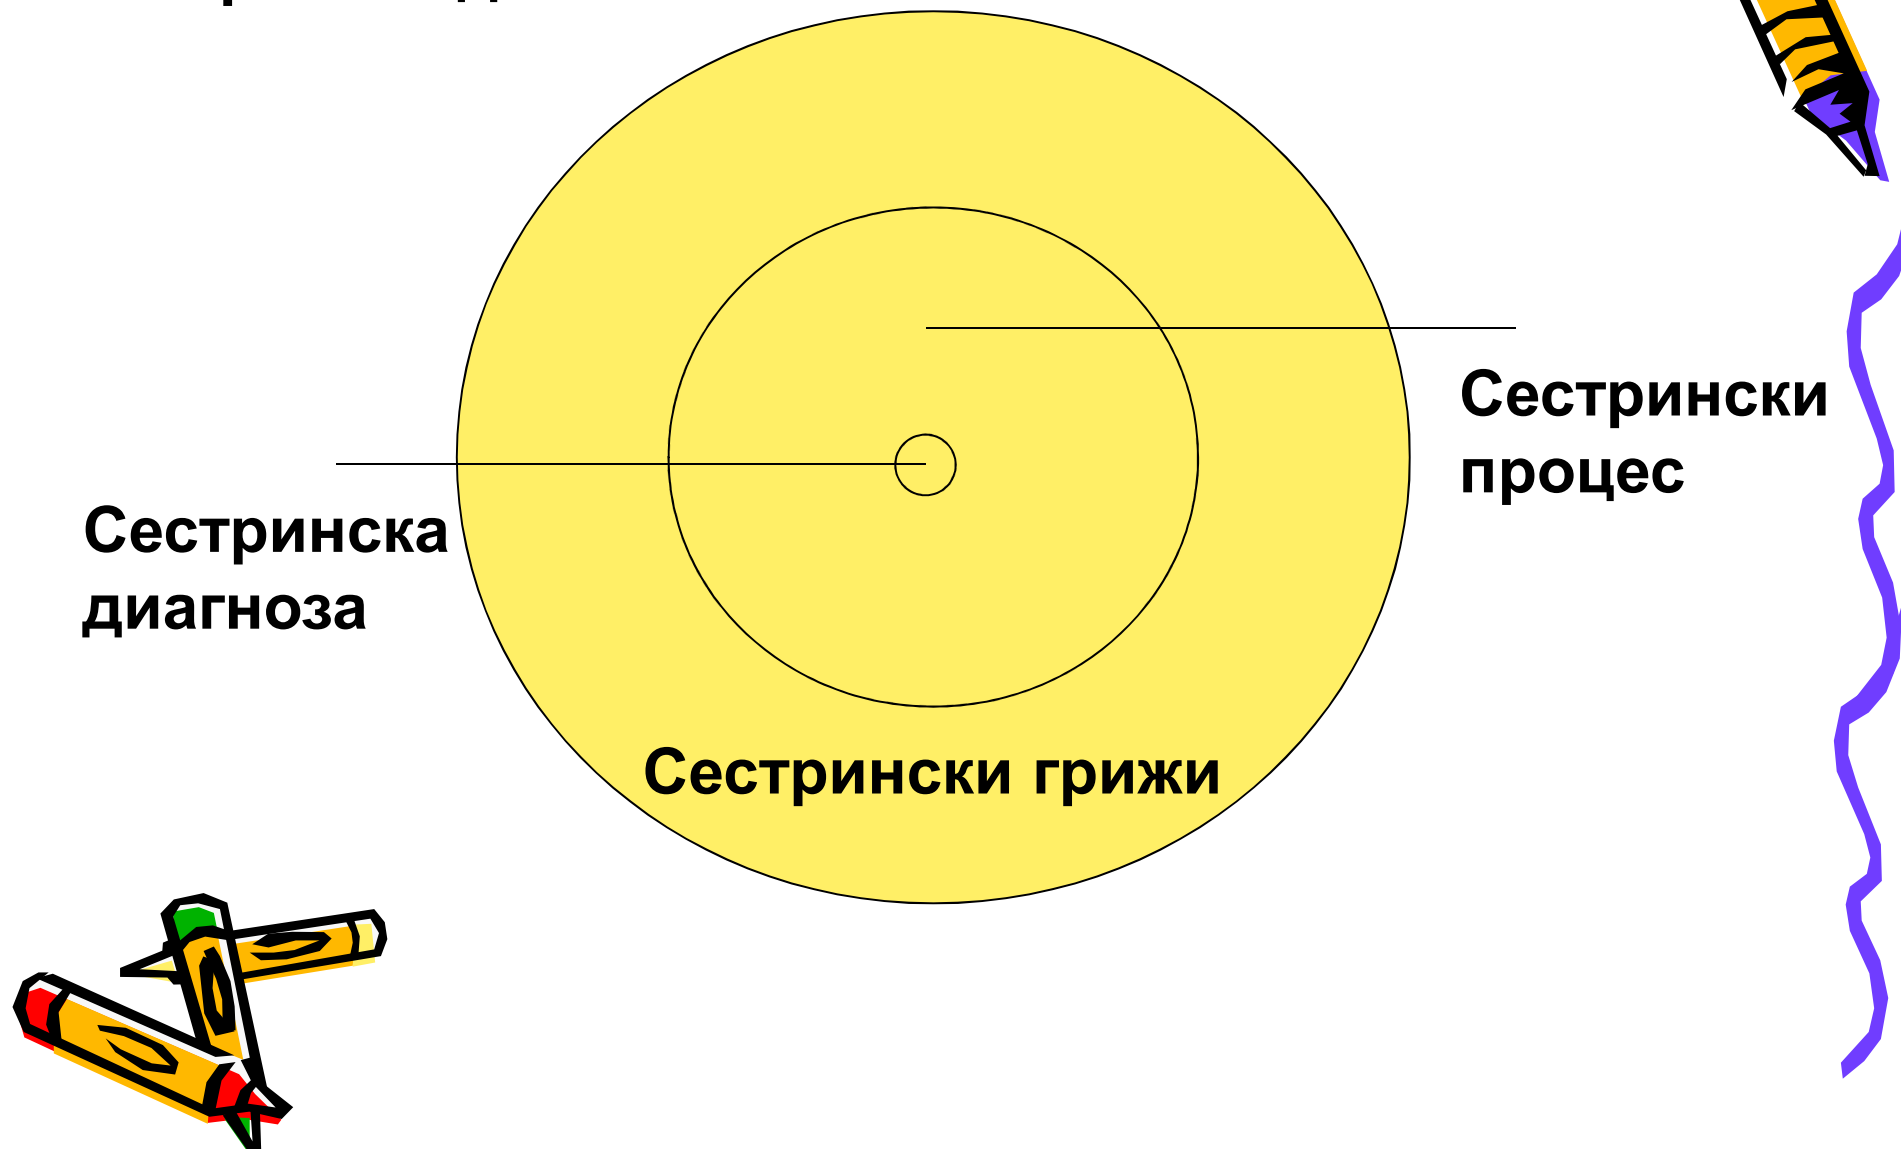 Сестрински
процес
Сестринска
диагноза
Сестрински грижи